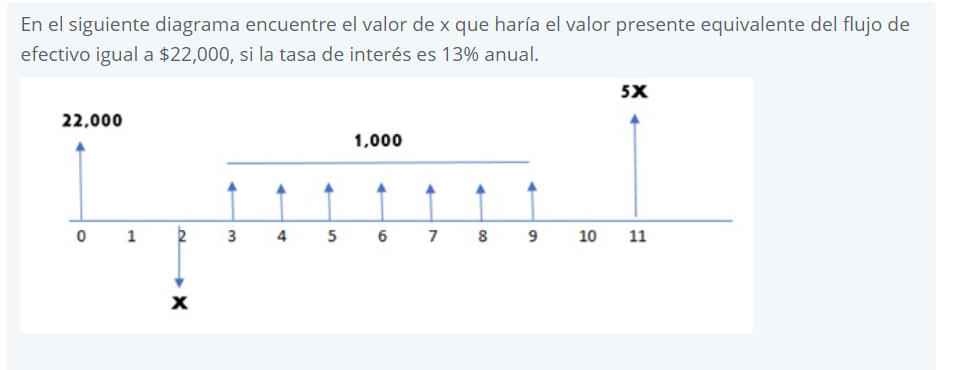 En el siguiente diagrama encuentre el valor de x que haría el valor presente equivalente del flujo de
efectivo igual a $22,000, si la tasa de interés es 13% anual.
5X
22,000
1,000
0 1 2 3 4 5 6 7 8 9 10 11
X